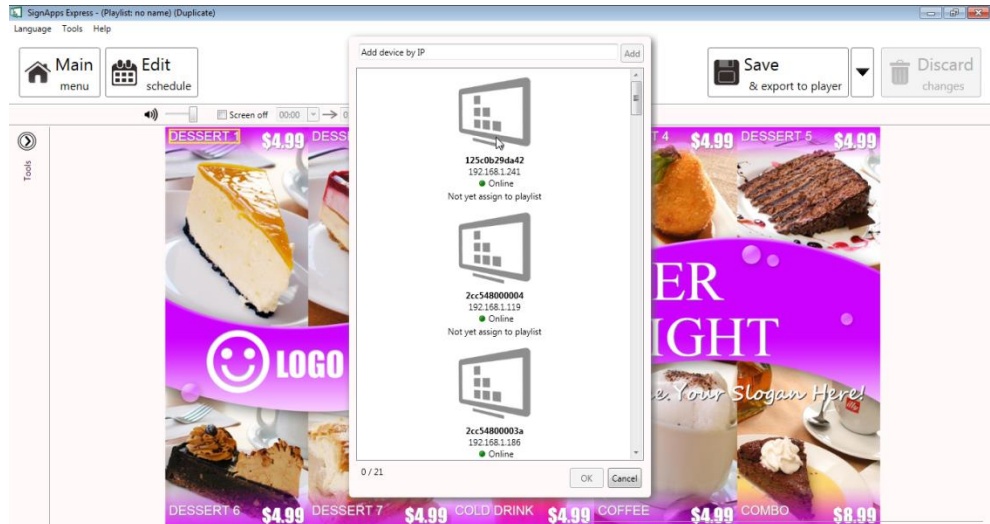 SignApps Express - (Playlist: no name) (Duplicate)
Language Tools Help
Main
menu
Edit
schedule
Add device by IP
Add
Save
& export to player
Discard
changes
Screen off 00:00
Tools
DESSERT 1 $4.99
$4.99 DESSERT 5 $4.99
125c0b29da42
192.168.1.241
Online
Not yet assign to playlist
2cc548000004
192.168.1.119
Online
Not yet assign to playlist
2cc54800003a
192.168.1.186
Online
0 / 21
OK Cancel
LOGO
ER
IGHT
Your Slogan Here!
illy
DESSERT 6 $4.99 DESSERT 7 $4.99 COLD DRINK $4.99 COFFEE $4.99 COMBO $8.99